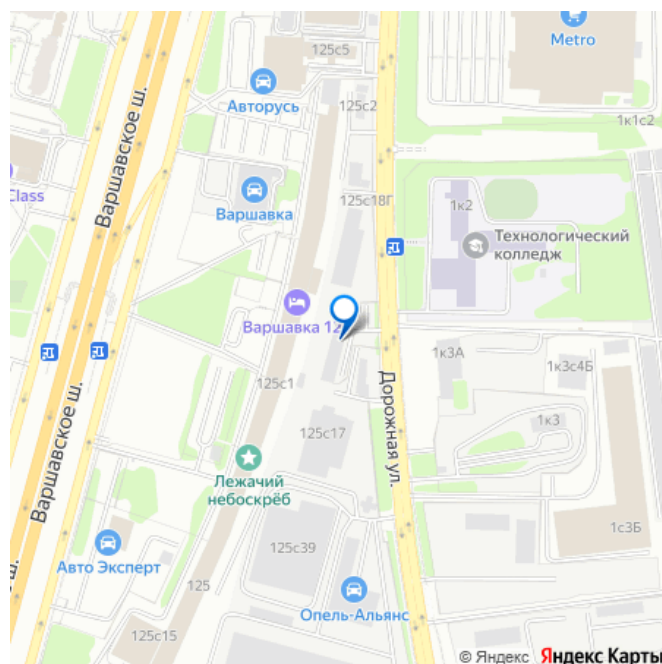 125с5
Metro
Авторусь
125с2
1к1с2
Варшавское ш.
Class
Варшавка
125с18Г
1к2
Технологический
колледж
Варшавка 12
1к3А
1к3с4Б
125с1
Дорожная ул.
1к3
125с17
Варшавское ш.
Лежачий
небоскрёб
1с3Б
125с39
Авто Эксперт
ш.
125
Опель-Альянс
125с15
© Яндекс Яндекс Карты